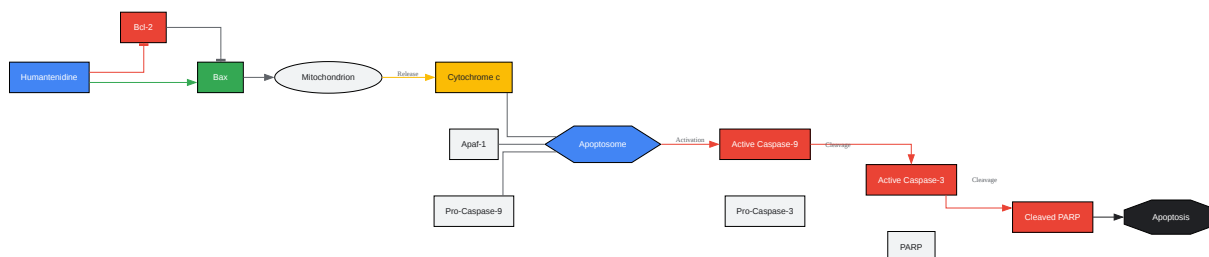 Bcl-2
Humantenidine
Bax
Mitochondrion
Release
Cytochrome c
Apaf-1
Apoptosome
Activation
Active Caspase-9
Cleavage
Pro-Caspase-9
Pro-Caspase-3
Active Caspase-3
Cleavage
Cleaved PARP
Apoptosis
PARP